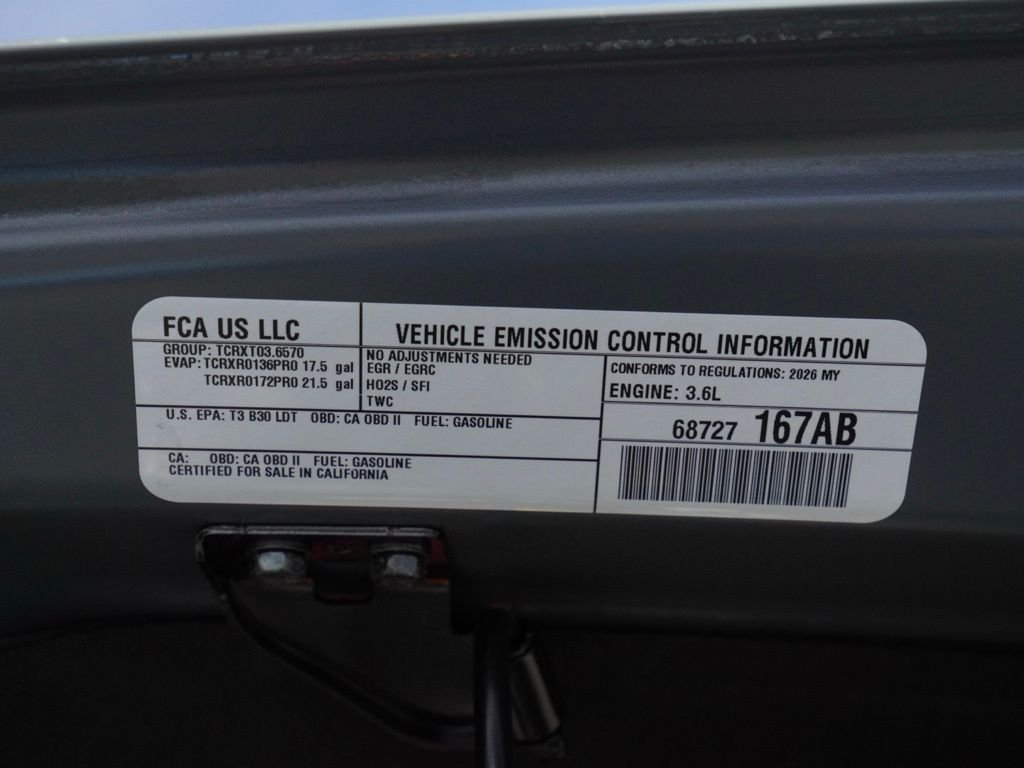 FCA US LLC
GROUP: TCRXT03.6570
EVAP: TCRXR0136PR0 17.5 gal
TCRXR0172PR0 21.5 gal
VEHICLE EMISSION CONTROL INFORMATION
NO ADJUSTMENTS NEEDED
EGR / EGRC
HO2S / SFI
TWC
CONFORMS TO REGULATIONS: 2026 MY
ENGINE: 3.6L
68727 167AB
U.S. EPA: T3 B30 LDT OBD: CA OBD II FUEL: GASOLINE
CA: OBD: CA OBD II FUEL: GASOLINE
CERTIFIED FOR SALE IN CALIFORNIA